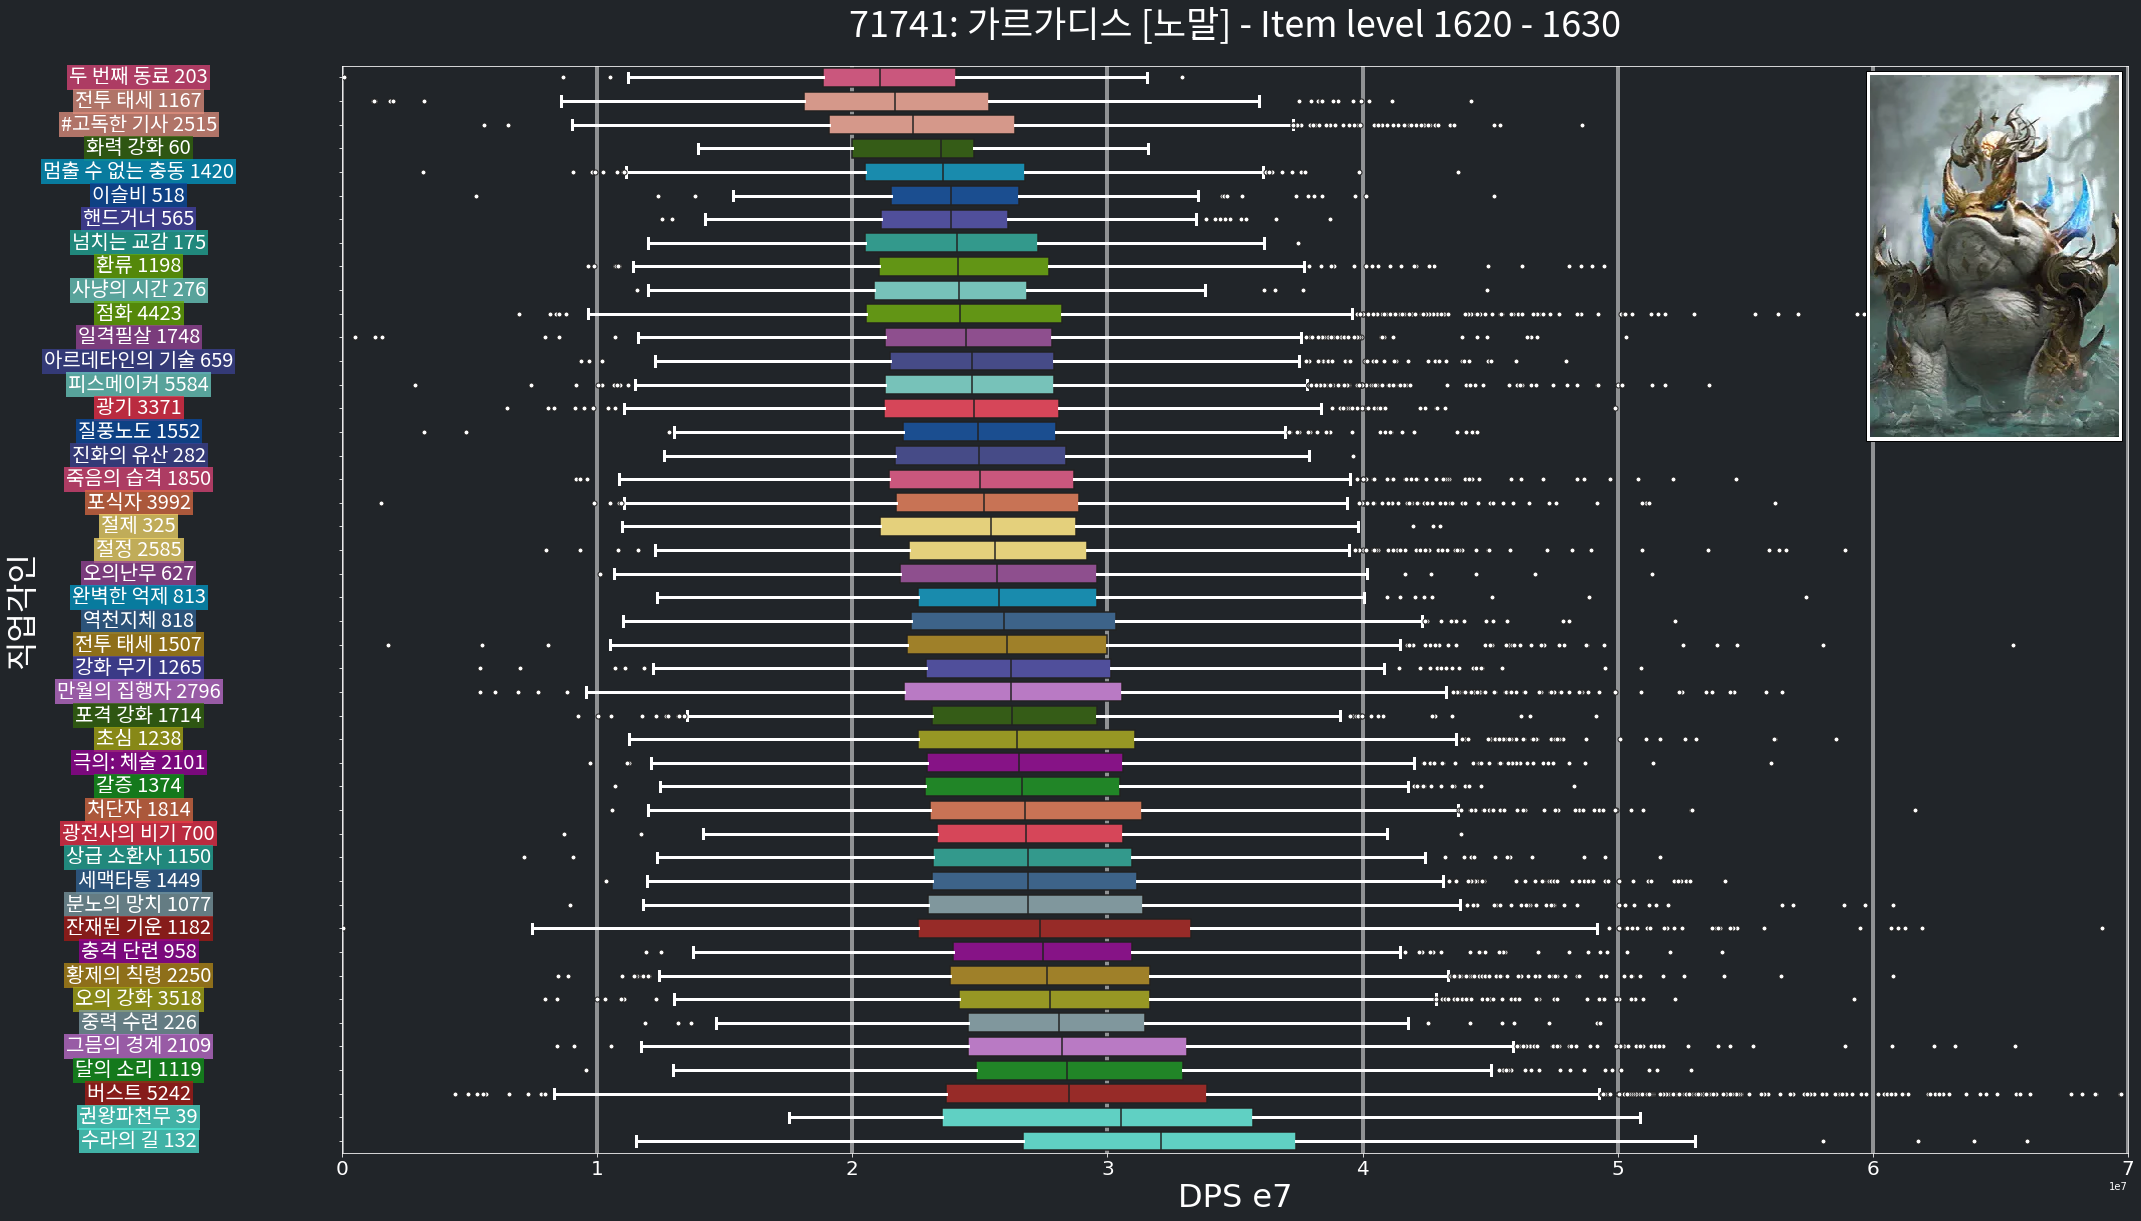 71741: 가르가디스 [노말] - Item level 1620 - 1630
두 번째 동료 203
전투 태세 1167
#고독한 기사 2515
화력 강화 60
멈출 수 없는 충동 1420
이슬비 518
핸드거너 565
넘치는 교감 175
환류 1198
사냥의 시간 276
점화 4423
일격필살 1748
아르데타인의 기술 659
피스메이커 5584
광기 3371
질풍노도 1552
진화의 유산 282
죽음의 습격 1850
포식자 3992
절제 325
절정 2585
오의난무 627
완벽한 억제 813
역천지체 818
전투 태세 1507
강화 무기 1265
만월의 집행자 2796
포격 강화 1714
초심 1238
극의: 체술 2101
갈증 1374
처단자 1814
광전사의 비기 700
상급 소환사 1150
세맥타통 1449
분노의 망치 1077
잔재된 기운 1182
충격 단련 958
황제의 칙령 2250
오의 강화 3518
중력 수련 226
그믐의 경계 2109
달의 소리 1119
버스트 5242
권왕파천무 39
수라의 길 132
직업각인
0 1 2 3 4 5 6 7
DPS e7
1e7